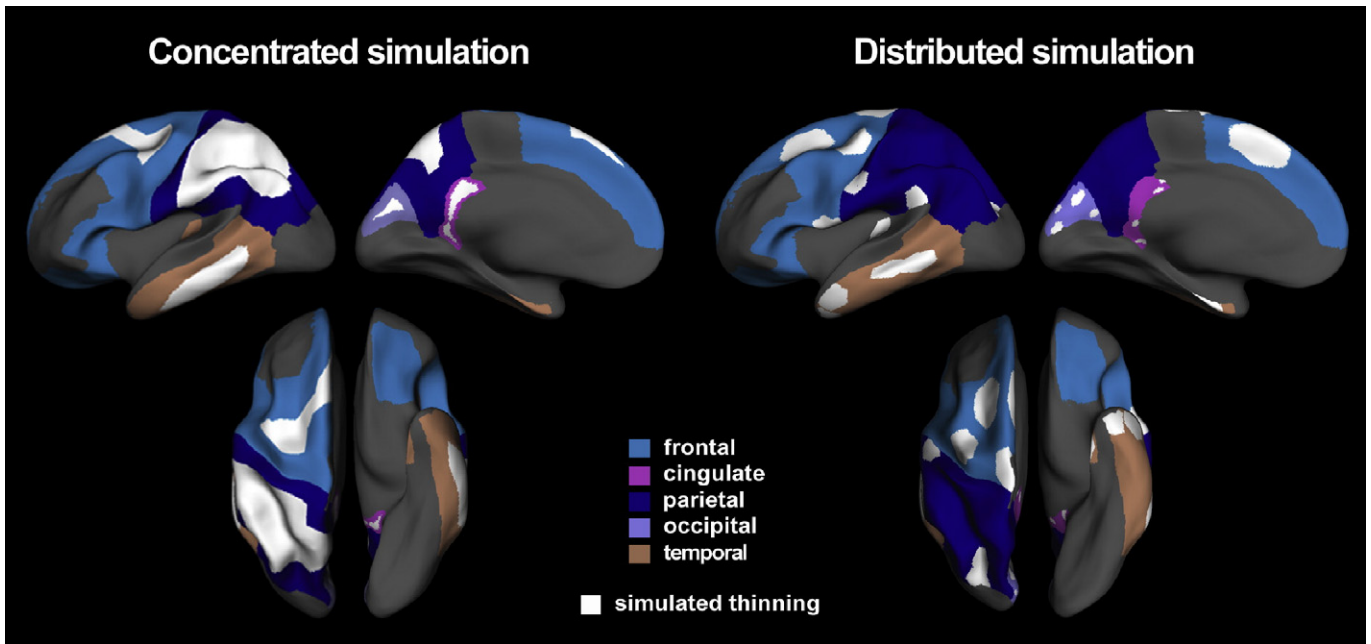 Concentrated simulation
Distributed simulation
frontal
cingulate
parietal
occipital
temporal
simulated thinning